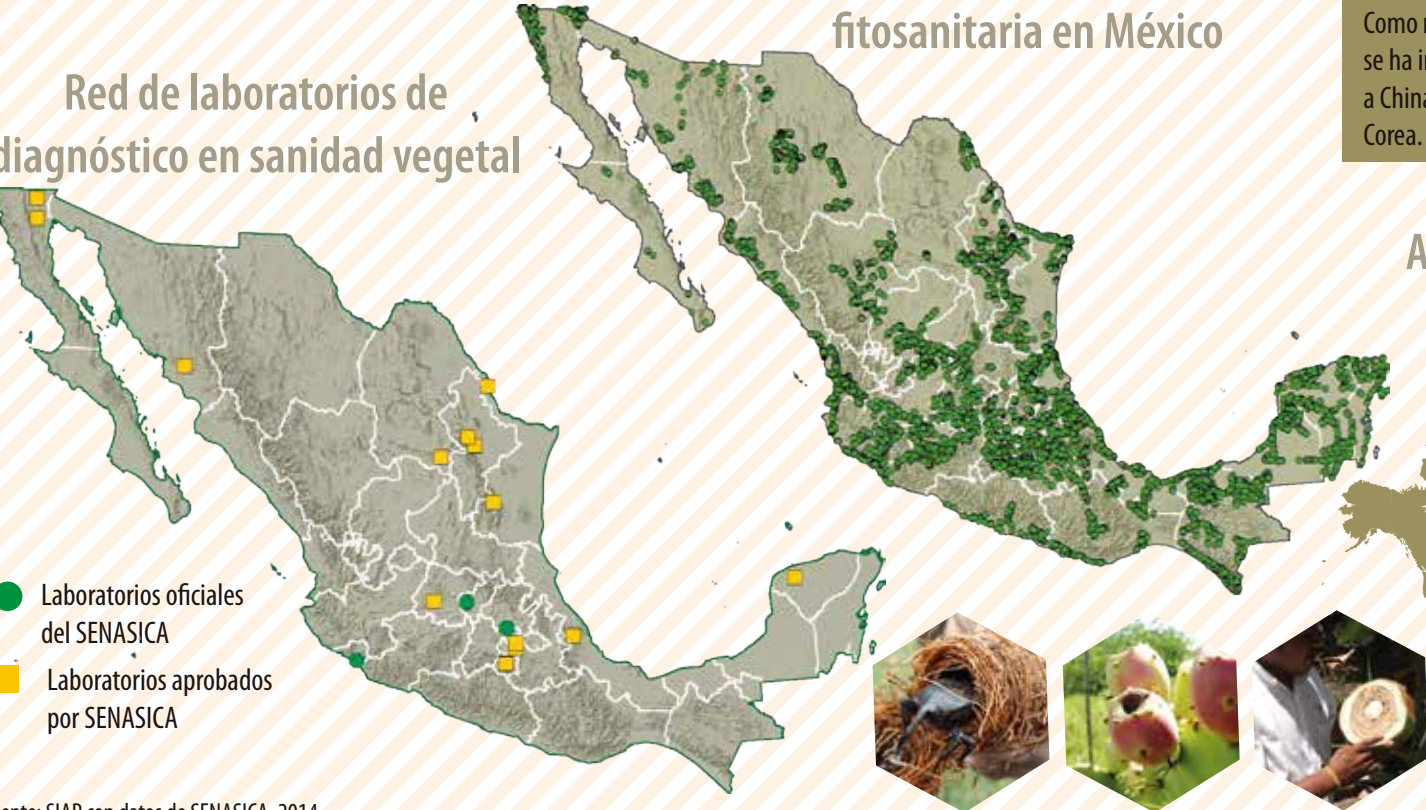 fitosanitaria en México
Red de laboratorios de
diagnóstico en sanidad vegetal
Laboratorios oficiales
del SENASICA
Laboratorios aprobados
por SENASICA
SIAP con datos de SENASICA, 2014
Como
se ha
a China
Corea.
A